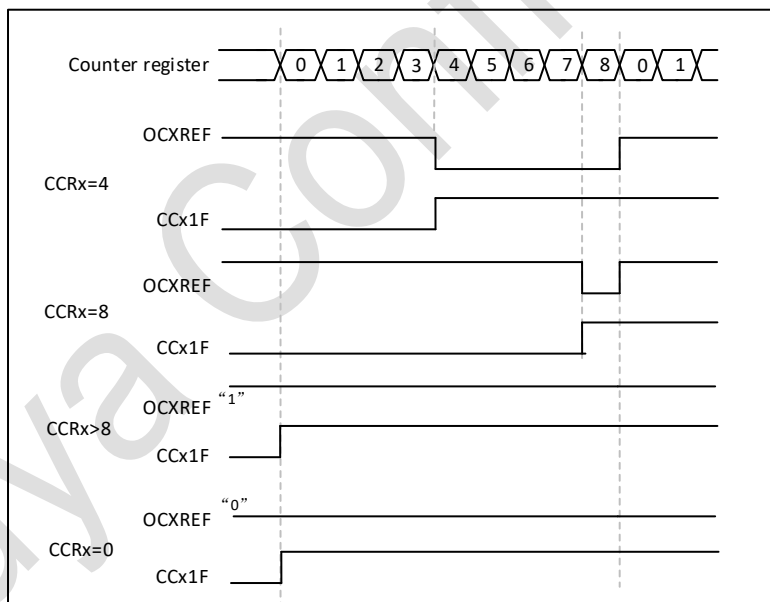 Counter register 0 1 2 3 4 5 6 7 8 0 1
OCXREF
CCRx=4
CCx1F
OCXREF
CCRx=8
CCx1F
OCXREF “1”
CCRx>8
CCx1F
OCXREF “0”
CCRx=0
CCx1F